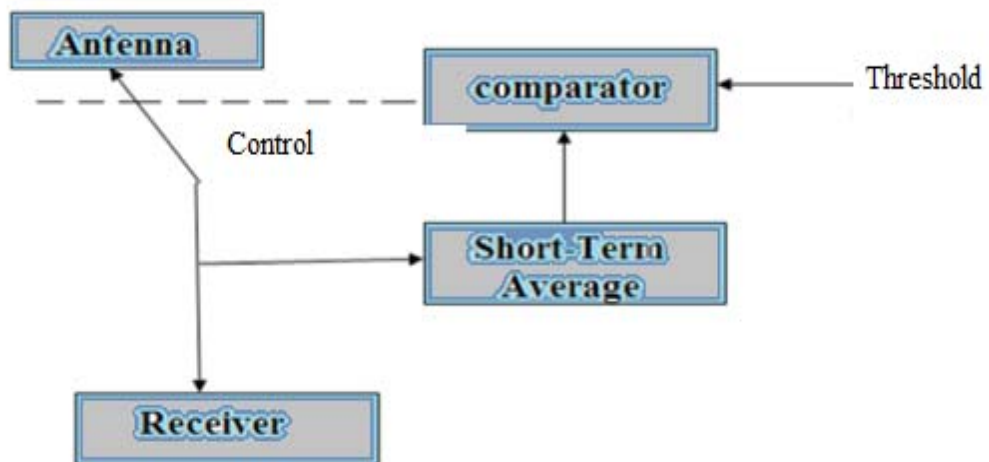 Antenna
comparator
Threshold
Control
Short-Term
Average
Receiver